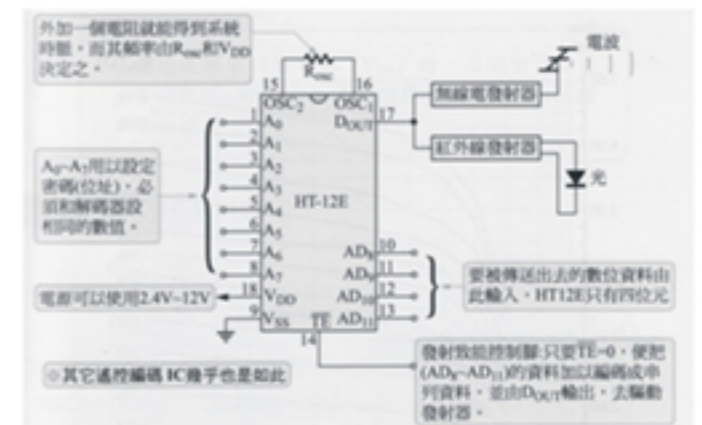 外加一個電阻就能得到系統
時脈，而其頻率由Rosc和VDD
決定之。
Rosc
電波
15
16
OSC2
OSC1
17
DOUT
無線電發射器
紅外線發射器
光
1
A0
2
A1
3
A2
4
A3
5
A4
6
A5
7
A6
8
A7
HT-12E
A0~A7用以設定
密碼(位址)，必
須和解碼器設
相同的數值。
AD8
10
AD9
11
AD10
12
AD11
13
要被傳送出去的數位資料由
此輸入，HT12E只有四位元
電源可以使用2.4V~12V
18
VDD
9
VSS
TE
14
發射致能控制腳:只要TE=0，便把
(AD8~AD11)的資料加以編碼成串
列資料，並由DOUT輸出，去驅動
發射器。
※其它遙控編碼 IC幾乎也是如此